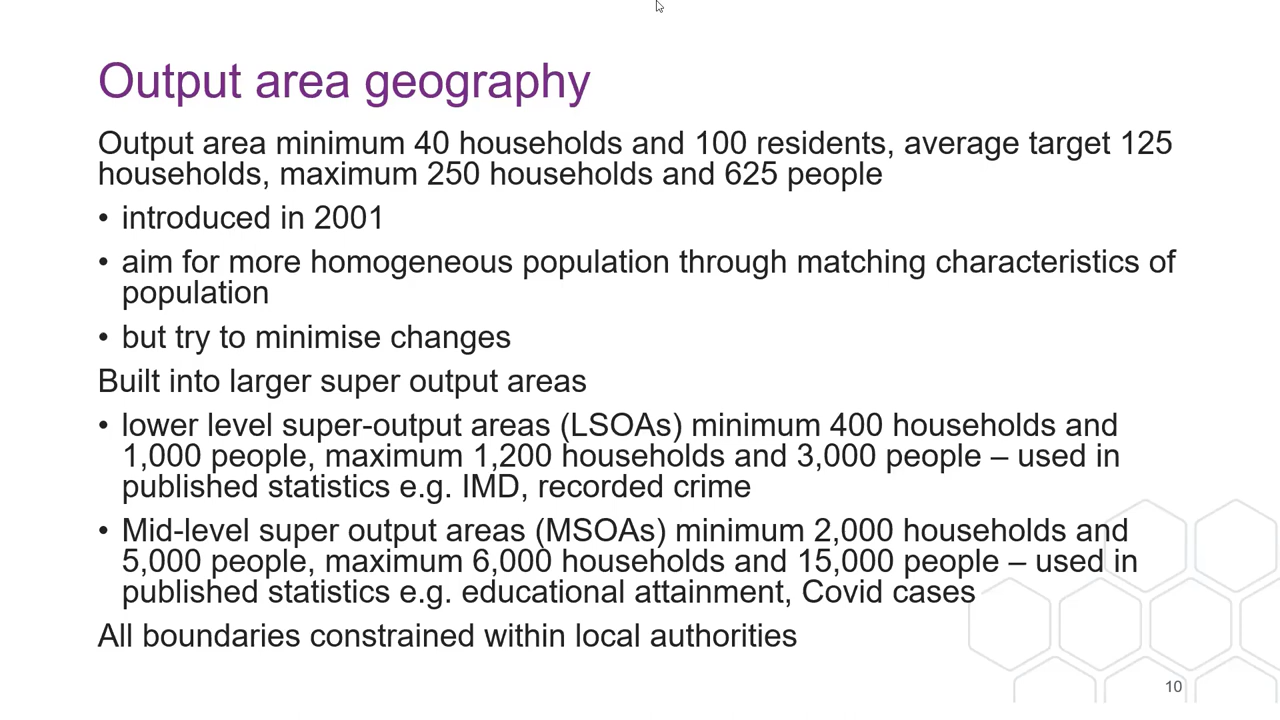 Output area geography
Output area minimum 40 households and 100 residents, average target 125
households, maximum 250 households and 625 people
• introduced in 2001
• aim for more homogeneous population through matching characteristics of
population
• but try to minimise changes
Built into larger super output areas
• lower level super-output areas (LSOAs) minimum 400 households and
1,000 people, maximum 1,200 households and 3,000 people – used in
published statistics e.g. IMD, recorded crime
• Mid-level super output areas (MSOAs) minimum 2,000 households and
5,000 people, maximum 6,000 households and 15,000 people – used in
published statistics e.g. educational attainment, Covid cases
All boundaries constrained within local authorities
10